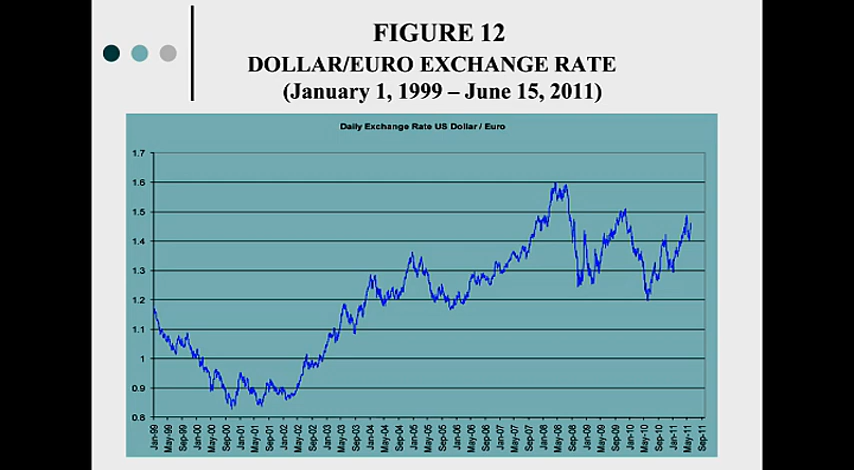 FIGURE 12
DOLLAR/EURO EXCHANGE RATE
(January 1, 1999 – June 15, 2011)
Daily Exchange Rate US Dollar / Euro
1.7
1.6
1.5
1.4
1.3
1.2
1.1
1
0.9
0.8
Jan-99
May-99
Sep-99
Jan-00
May-00
Sep-00
Jan-01
May-01
Sep-01
Jan-02
May-02
Sep-02
Jan-03
May-03
Sep-03
Jan-04
May-04
Sep-04
Jan-05
May-05
Sep-05
Jan-06
May-06
Sep-06
Jan-07
May-07
Sep-07
Jan-08
May-08
Sep-08
Jan-09
May-09
Sep-09
Jan-10
May-10
Sep-10
Jan-11
May-11
Sep-11